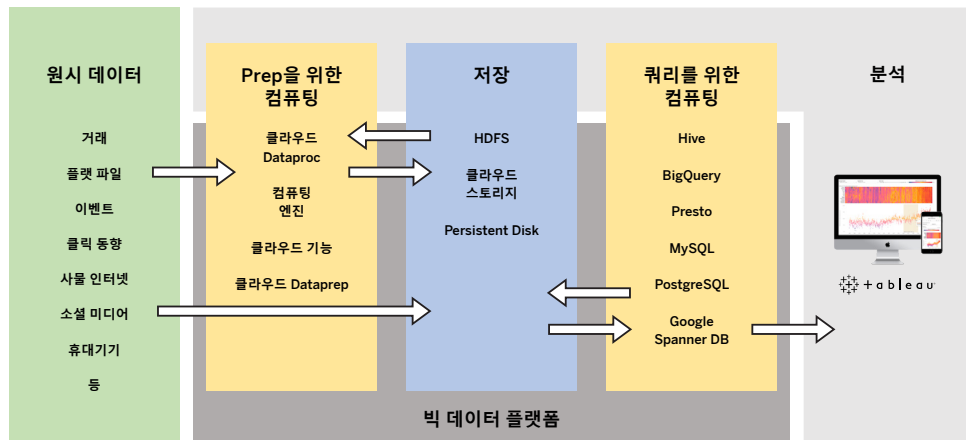 원시 데이터
거래
플랫 파일
이벤트
클릭 동향
사물 인터넷
소셜 미디어
휴대기기
등
Prep을 위한
컴퓨팅
클라우드
Dataproc
컴퓨팅
엔진
클라우드 기능
클라우드 Dataprep
저장
HDFS
클라우드
스토리지
Persistent Disk
쿼리를 위한
컴퓨팅
Hive
BigQuery
Presto
MySQL
PostgreSQL
Google
Spanner DB
분석
+ a b l e a u
빅 데이터 플랫폼